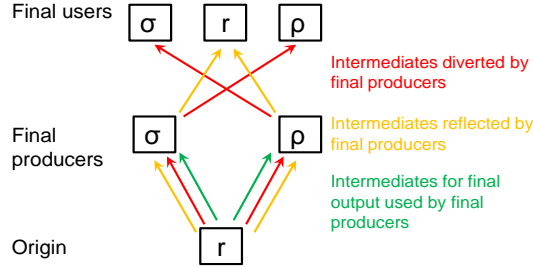 Final users
σ r ρ
Intermediates diverted by
final producers
Final
producers
σ ρ
Intermediates reflected by
final producers
Intermediates for final
output used by final
producers
Origin
r